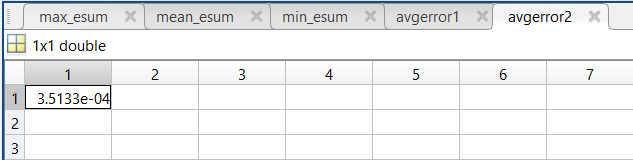 max_esum mean_esum min_esum avgerror1 avgerror2
1x1 double
1 2 3 4 5 6 7
1 3.5133e-04
2
3